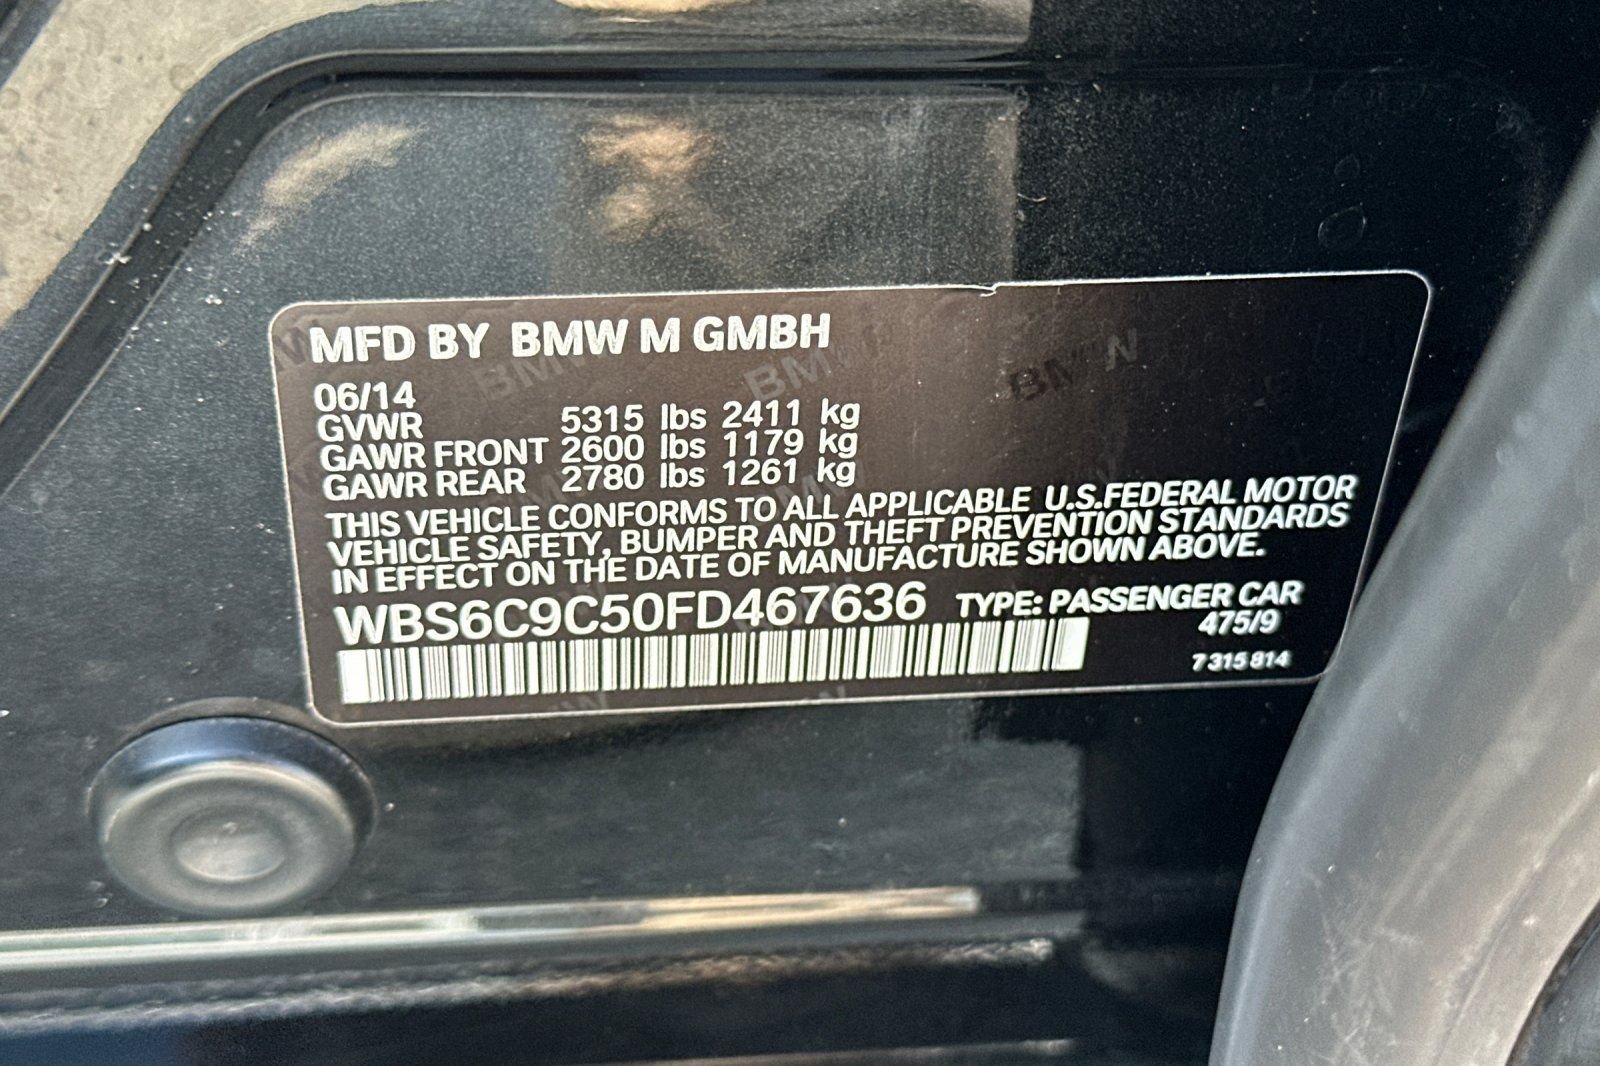 MFD BY BMW M GMBH
06/14
GVWR 5315 lbs 2411 kg
GAWR FRONT 2600 lbs 1179 kg
GAWR REAR 2780 lbs 1261 kg
THIS VEHICLE CONFORMS TO ALL APPLICABLE U.S.FEDERAL MOTOR
VEHICLE SAFETY, BUMPER AND THEFT PREVENTION STANDARDS
IN EFFECT ON THE DATE OF MANUFACTURE SHOWN ABOVE.
WBS6C9C50FD467636 TYPE: PASSENGER CAR
475/9
7 315 814